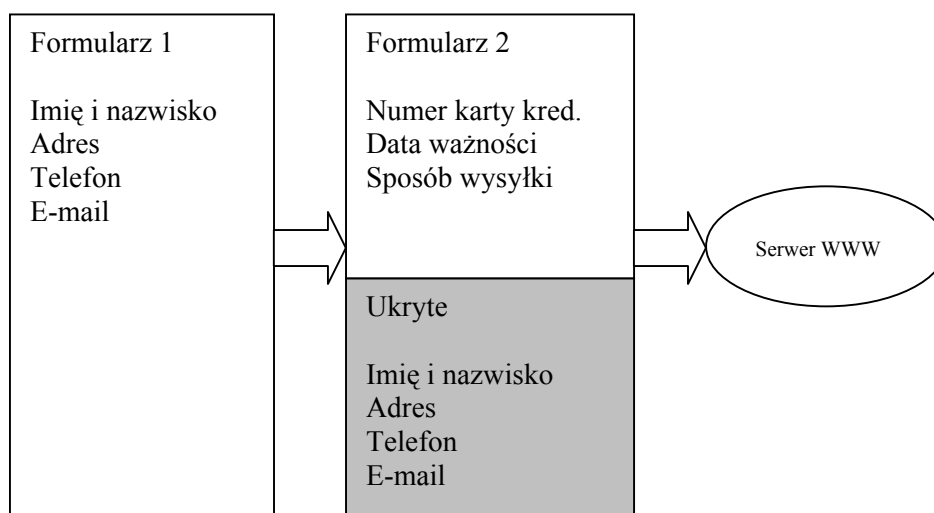 Formularz 1
Imię i nazwisko
Adres
Telefon
E-mail
Formularz 2
Numer karty kred.
Data ważności
Sposób wysyłki
Ukryte
Imię i nazwisko
Adres
Telefon
E-mail
Serwer WWW